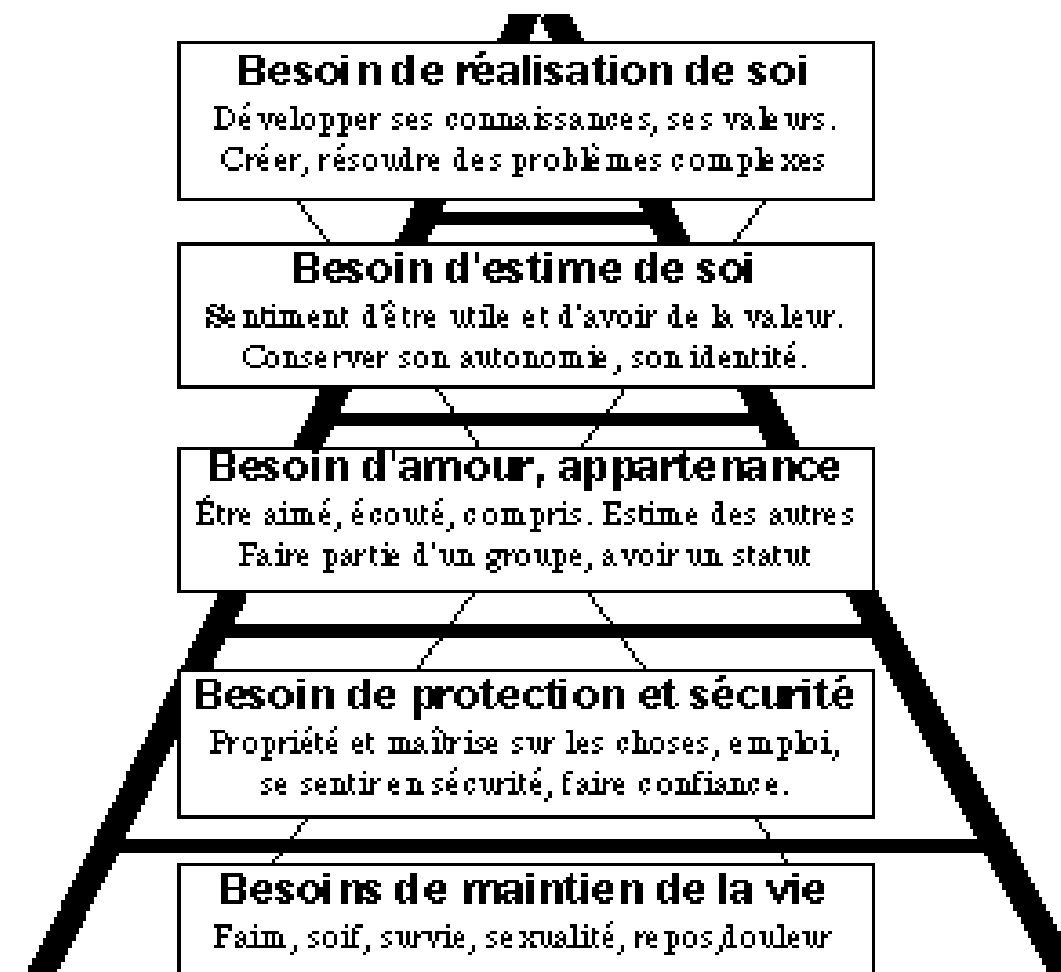 Besoin de réalisation de soi
Développer ses connaissances, ses valeurs.
Créer, résoudre des problèmes complexes
Besoin d'estime de soi
Sentiment d'être utile et d'avoir de la valeur.
Conserver son autonomie, son identité.
Besoin d'amour, appartenance
Être aimé, écouté, compris. Estime des autres
Faire partie d'un groupe, avoir un statut
Besoin de protection et sécurité
Propriété et maîtrise sur les choses, emploi,
se sentir en sécurité, faire confiance.
Besoins de maintien de la vie
Faim, soif, survie, sexualité, repos,douleur